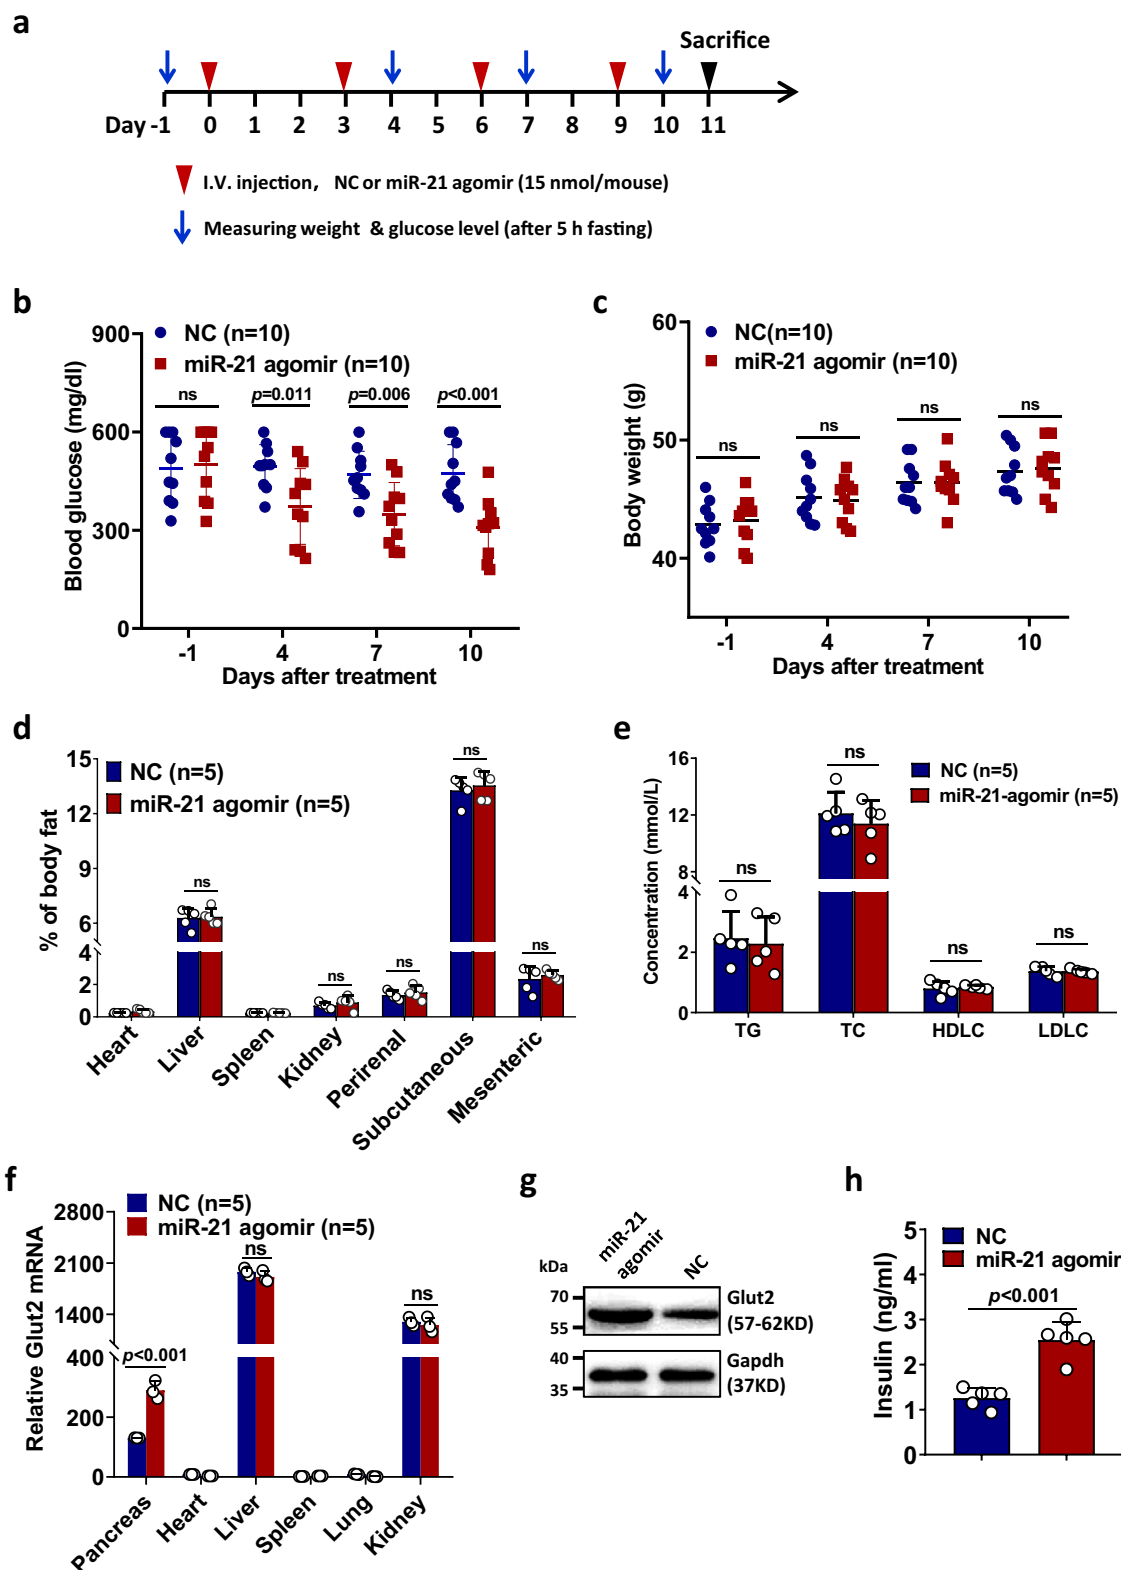 a
Sacrifice
Day -1 0 1 2 3 4 5 6 7 8 9 10 11
I.V. injection, NC or miR-21 agomir (15 nmol/mouse)
Measuring weight & glucose level (after 5 h fasting)
b
NC (n=10)
miR-21 agomir (n=10)
ns
p=0.011
p=0.006
p<0.001
900
600
300
0
Blood glucose (mg/dl)
-1 4 7 10
Days after treatment
c
NC(n=10)
miR-21 agomir (n=10)
ns
ns
ns
ns
60
50
40
Body weight (g)
-1 4 7 10
Days after treatment
d
NC (n=5)
miR-21 agomir (n=5)
ns
ns
ns
ns
ns
15
12
9
6
4
2
0
% of body fat
Heart
Liver
Spleen
Kidney
Perirenal
Subcutaneous
Mesenteric
e
NC (n=5)
miR-21-agomir (n=5)
ns
ns
ns
ns
16
12
8
4
2
0
Concentration (mmol/L)
TG TC HDLC LDLC
f
NC (n=5)
miR-21 agomir (n=5)
p<0.001
ns
ns
2800
2100
1400
400
200
0
Relative Glut2 mRNA
Pancreas
Heart
Liver
Spleen
Lung
Kidney
g
miR-21
agomir
NC
kDa
70
55
Glut2
(57-62KD)
40
35
Gapdh
(37KD)
h
NC
miR-21 agomir
p<0.001
5
4
3
2
1
0
Insulin (ng/ml)